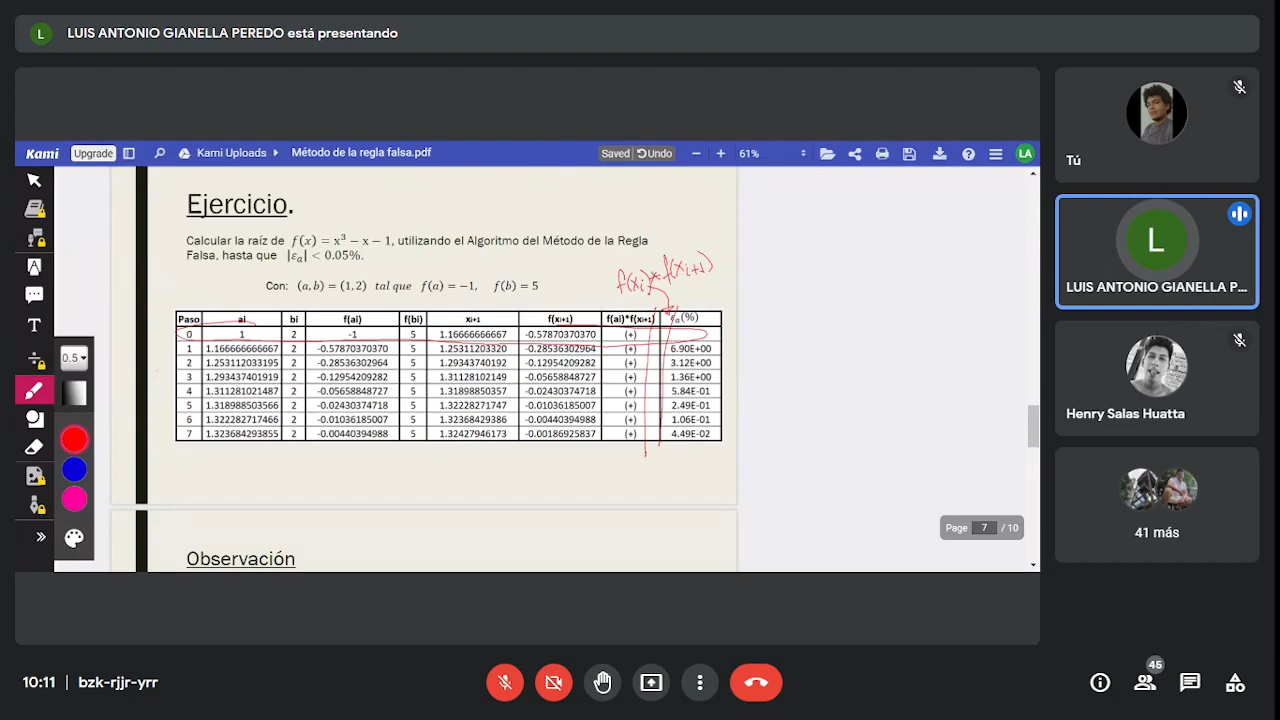 L LUIS ANTONIO GIANELLA PEREDO está presentando
Kami Upgrade Kami Uploads Método de la regla falsa.pdf Saved Undo 61% LA
Ejercicio.
Calcular la raíz de f(x) = x³ − x − 1, utilizando el Algoritmo del Método de la Regla
Falsa, hasta que |εₐ| < 0.05%.
f(xi)*f(xi+1)
Con: (a, b) = (1,2) tal que f(a) = −1, f(b) = 5
Paso ai bi f(ai) f(bi) xi+1 f(xi+1) f(ai)*f(xi+1) εₐ(%)
0 1 2 -1 5 1.16666666667 -0.57870370370 (+)
1 1.166666666667 2 -0.57870370370 5 1.25311203320 -0.28536302964 (+) 6.90E+00
2 1.253112033195 2 -0.28536302964 5 1.29343740192 -0.12954209282 (+) 3.12E+00
3 1.293437401919 2 -0.12954209282 5 1.31128102149 -0.05658848727 (+) 1.36E+00
4 1.311281021487 2 -0.05658848727 5 1.31898850357 -0.02430374718 (+) 5.84E-01
5 1.318988503566 2 -0.02430374718 5 1.32228271747 -0.01036185007 (+) 2.49E-01
6 1.322282717466 2 -0.01036185007 5 1.32368429386 -0.00440394988 (+) 1.06E-01
7 1.323684293855 2 -0.00440394988 5 1.32427946173 -0.00186925837 (+) 4.49E-02
0.5
Page 7 / 10
Observación
Tú
L
LUIS ANTONIO GIANELLA P...
Henry Salas Huatta
41 más
10:11 | bzk-rjjr-yrr
45